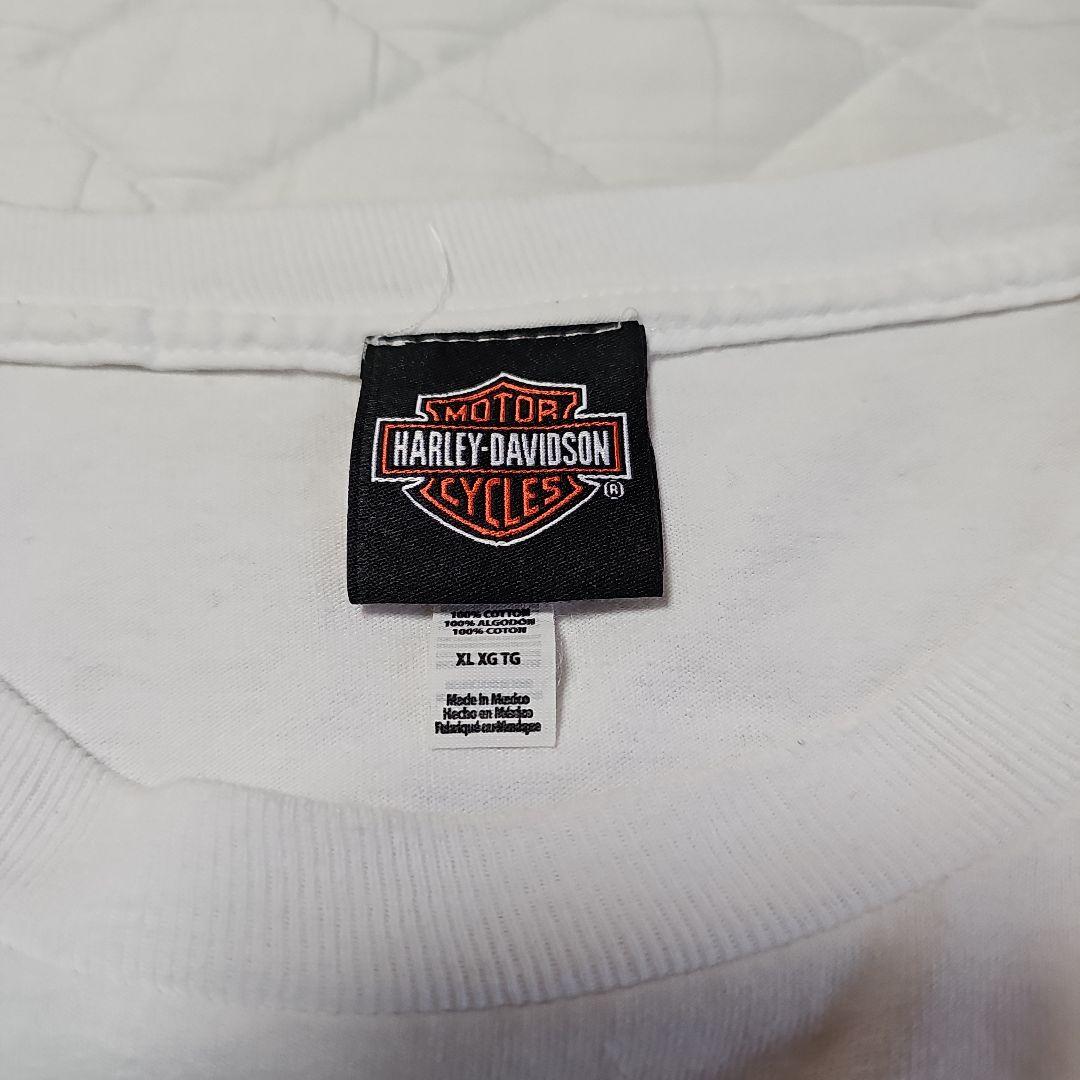 MOTOR
HARLEY-DAVIDSON
CYCLES
®
100% COTTON
100% ALGODÓN
100% COTON
XL XG TG
Made in Mexico
Hecho en México
Fabriqué au Mexique